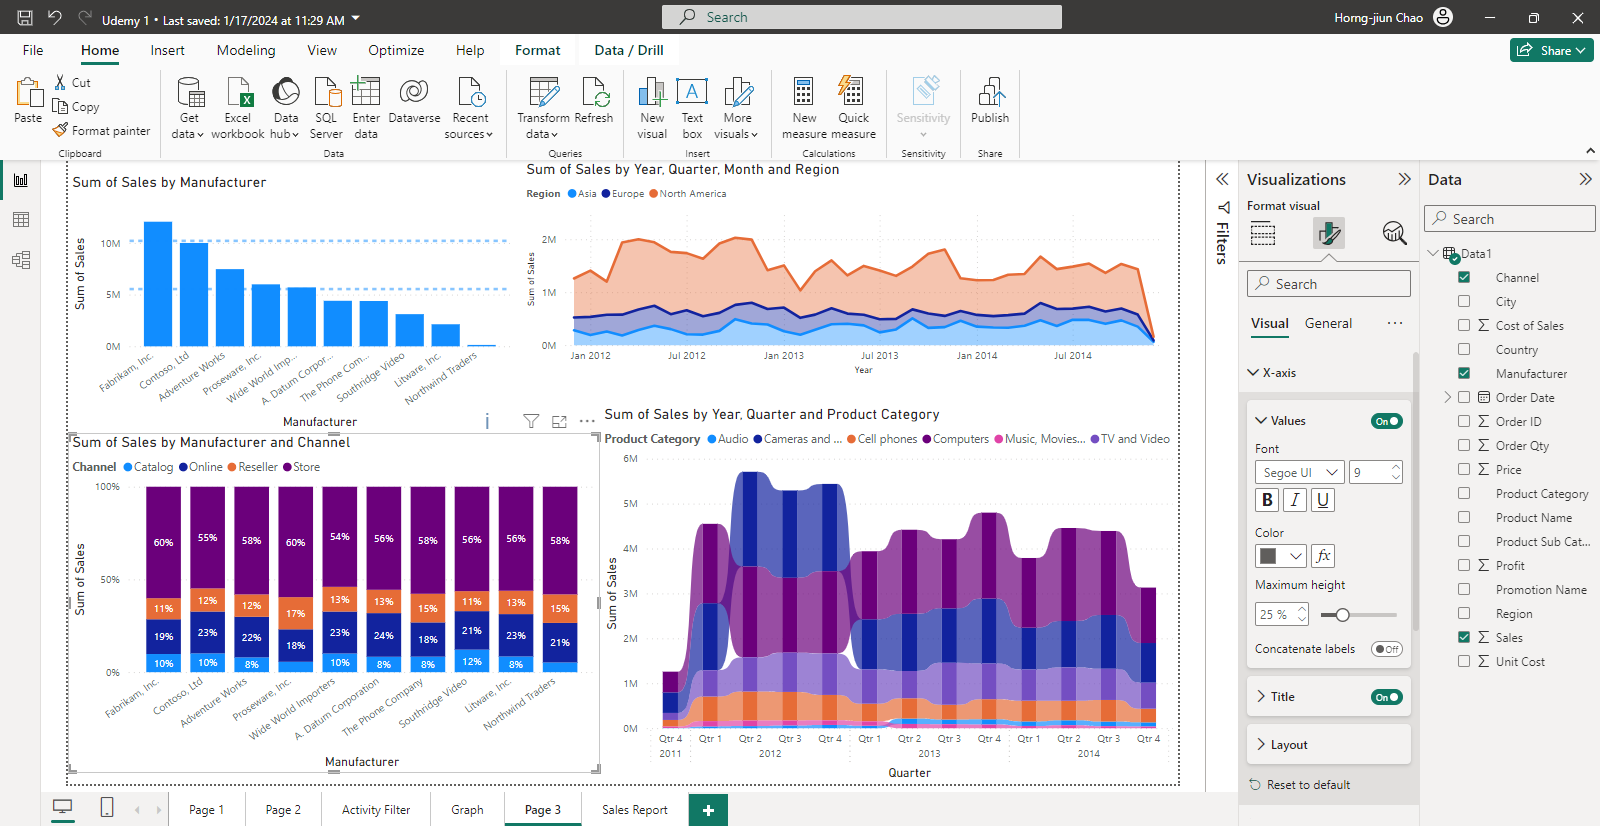 Udemy 1 • Last saved: 1/17/2024 at 11:29 AM
Search
Horng-jiun Chao
File
Home
Insert
Modeling
View
Optimize
Help
Format
Data / Drill
Share
Paste
Cut
Copy
Format painter
Clipboard
Get data
Excel workbook
Data hub
SQL Server
Enter data
Dataverse
Recent sources
Data
Transform data
Refresh
Queries
New visual
Text box
More visuals
Insert
New measure
Quick measure
Calculations
Sensitivity
Sensitivity
Publish
Share
Sum of Sales by Manufacturer
Sum of Sales
10M
5M
0M
Fabrikam, Inc.
Contoso, Ltd
Adventure Works
Proseware, Inc.
Wide World Imp...
A. Datum Corpor...
The Phone Com...
Southridge Video
Litware, Inc.
Northwind Traders
Manufacturer
Sum of Sales by Year, Quarter, Month and Region
Region Asia Europe North America
Sum of Sales
2M
1M
0M
Jan 2012
Jul 2012
Jan 2013
Jul 2013
Jan 2014
Jul 2014
Year
Sum of Sales by Manufacturer and Channel
Channel Catalog Online Reseller Store
Sum of Sales
100%
50%
0%
60% 55% 58% 60% 54% 56% 58% 56% 56% 58%
11% 12% 12% 17% 13% 13% 15% 11% 13% 15%
19% 23% 22% 18% 23% 24% 18% 21% 23% 21%
10% 10% 8% 10% 8% 8% 12% 8%
Fabrikam, Inc.
Contoso, Ltd
Adventure Works
Proseware, Inc.
Wide World Importers
A. Datum Corporation
The Phone Company
Southridge Video
Litware, Inc.
Northwind Traders
Manufacturer
Sum of Sales by Year, Quarter and Product Category
Product Category Audio Cameras and ... Cell phones Computers Music, Movies... TV and Video
Sum of Sales
6M
5M
4M
3M
2M
1M
0M
Qtr 4 Qtr 1 Qtr 2 Qtr 3 Qtr 4 Qtr 1 Qtr 2 Qtr 3 Qtr 4 Qtr 1 Qtr 2 Qtr 3 Qtr 4
2011 2012 2013 2014
Quarter
Filters
Visualizations
Format visual
Search
Visual
General
X-axis
Values
On
Font
Segoe UI
9
B
I
U
Color
fx
Maximum height
25 %
Concatenate labels
Off
Title
On
Layout
Reset to default
Data
Search
Data1
Channel
City
Cost of Sales
Country
Manufacturer
Order Date
Order ID
Order Qty
Price
Product Category
Product Name
Product Sub Cat...
Profit
Promotion Name
Region
Sales
Unit Cost
Page 1
Page 2
Activity Filter
Graph
Page 3
Sales Report